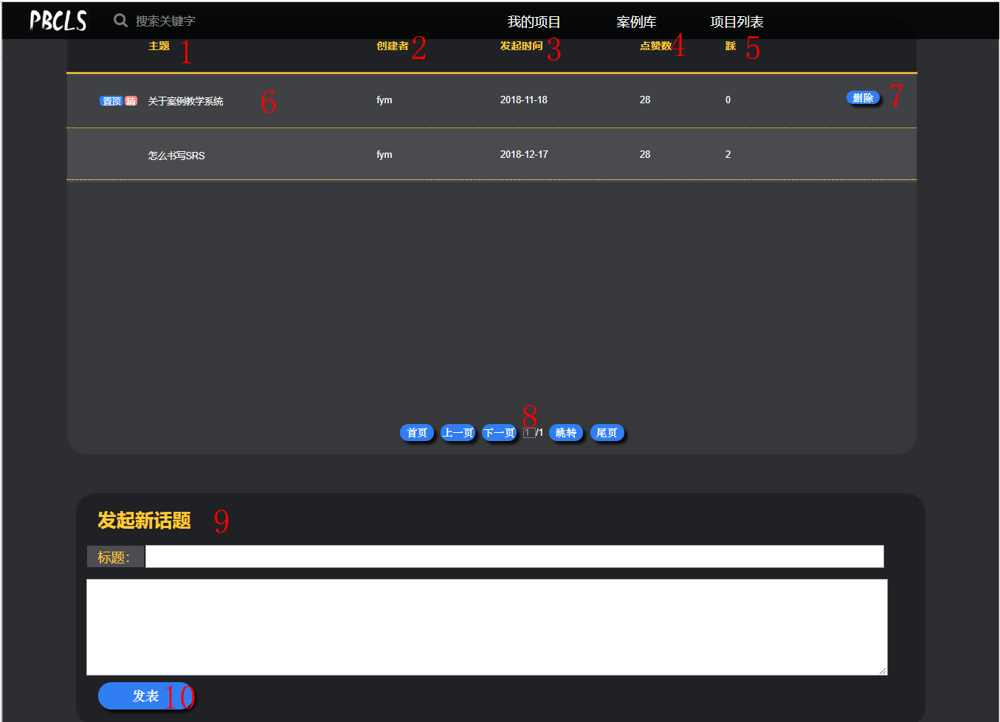 PBCLS 搜索关键字 我的项目 案例库 项目列表
主题 1 创建者 2 发起时间 3 点赞数 4 踩 5
置顶 精 关于案例教学系统 6 fym 2018-11-18 28 0 删除 7
怎么书写SRS fym 2018-12-17 28 2
8
首页 上一页 下一页 1 /1 跳转 尾页
发起新话题 9
标题：
发表 10